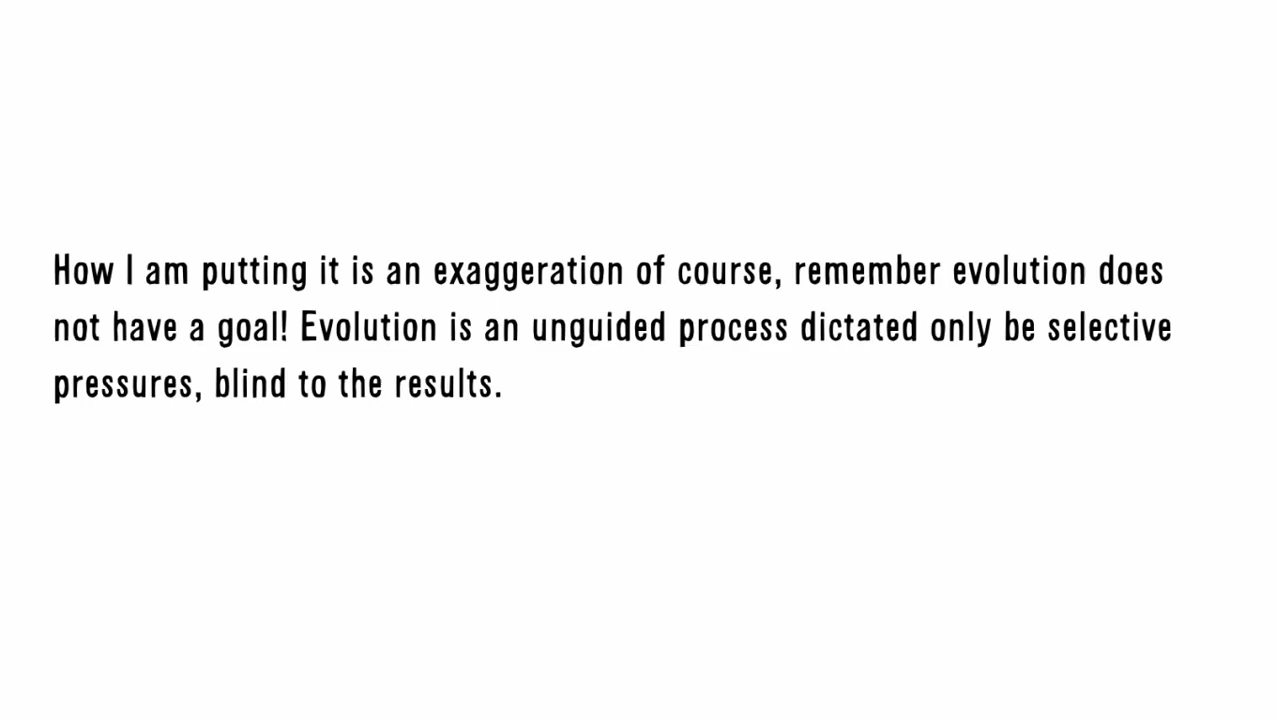 How I am putting it is an exaggeration of course, remember evolution does
not have a goal! Evolution is an unguided process dictated only be selective
pressures, blind to the results.